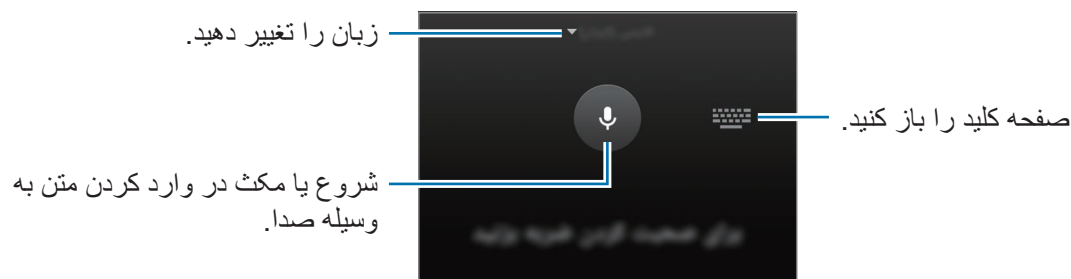 زبان را تغییر دهید.
صفحه کلید را باز کنید.
شروع یا مکث در وارد کردن متن به
وسیله صدا.